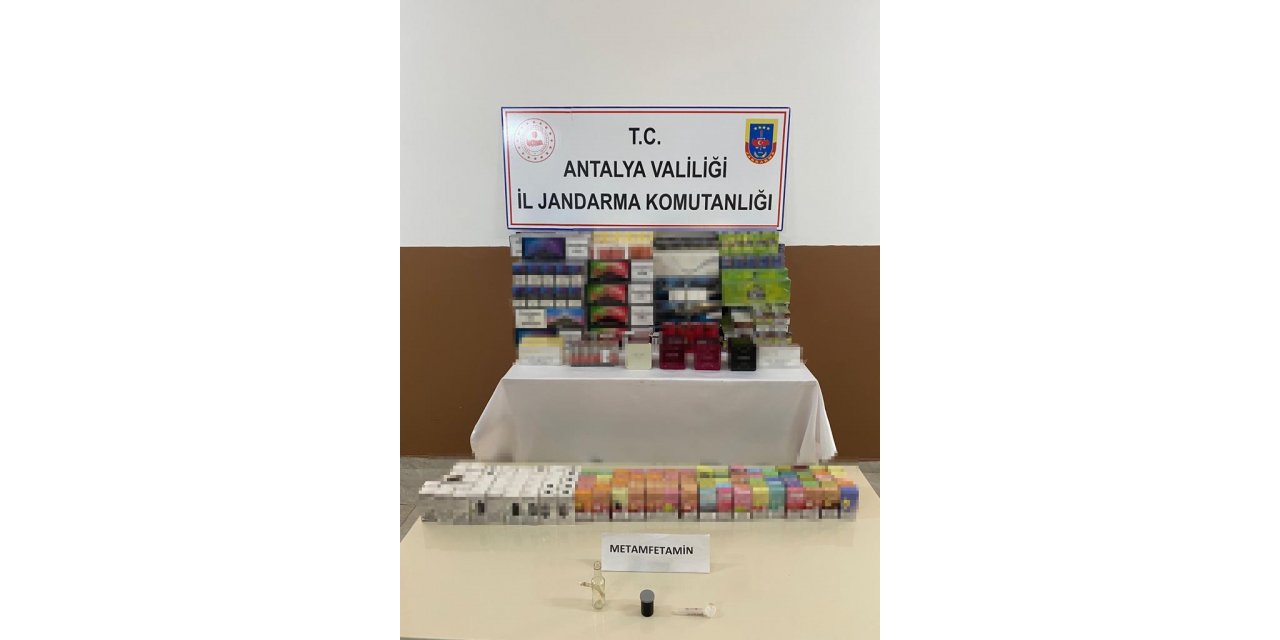 T.C.
ANTALYA VALİLİĞİ
İL JANDARMA KOMUTANLIĞI
METAMFETAMİN